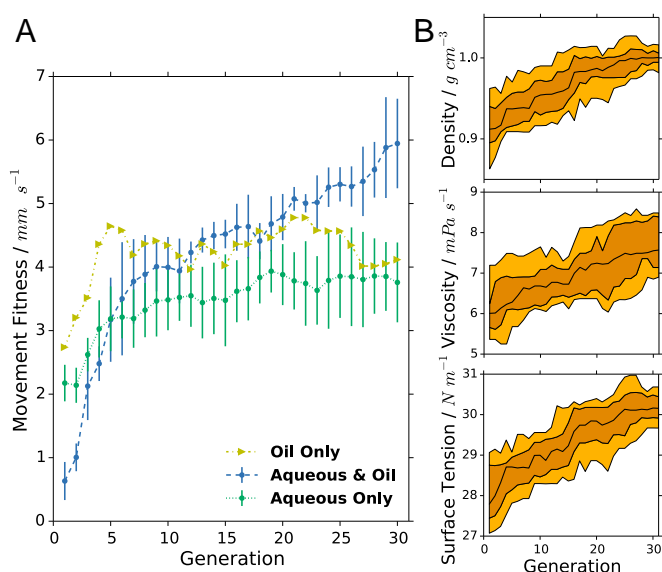 A
Movement Fitness / mm s⁻¹
7
6
5
4
3
2
1
0
0 5 10 15 20 25 30
Generation
Oil Only
Aqueous & Oil
Aqueous Only
B
Density / g cm⁻³
1.0
0.9
Viscosity / mPa s⁻¹
9
8
7
6
5
Surface Tension / N m⁻¹
31
30
29
28
27
0 10 20 30
Generation